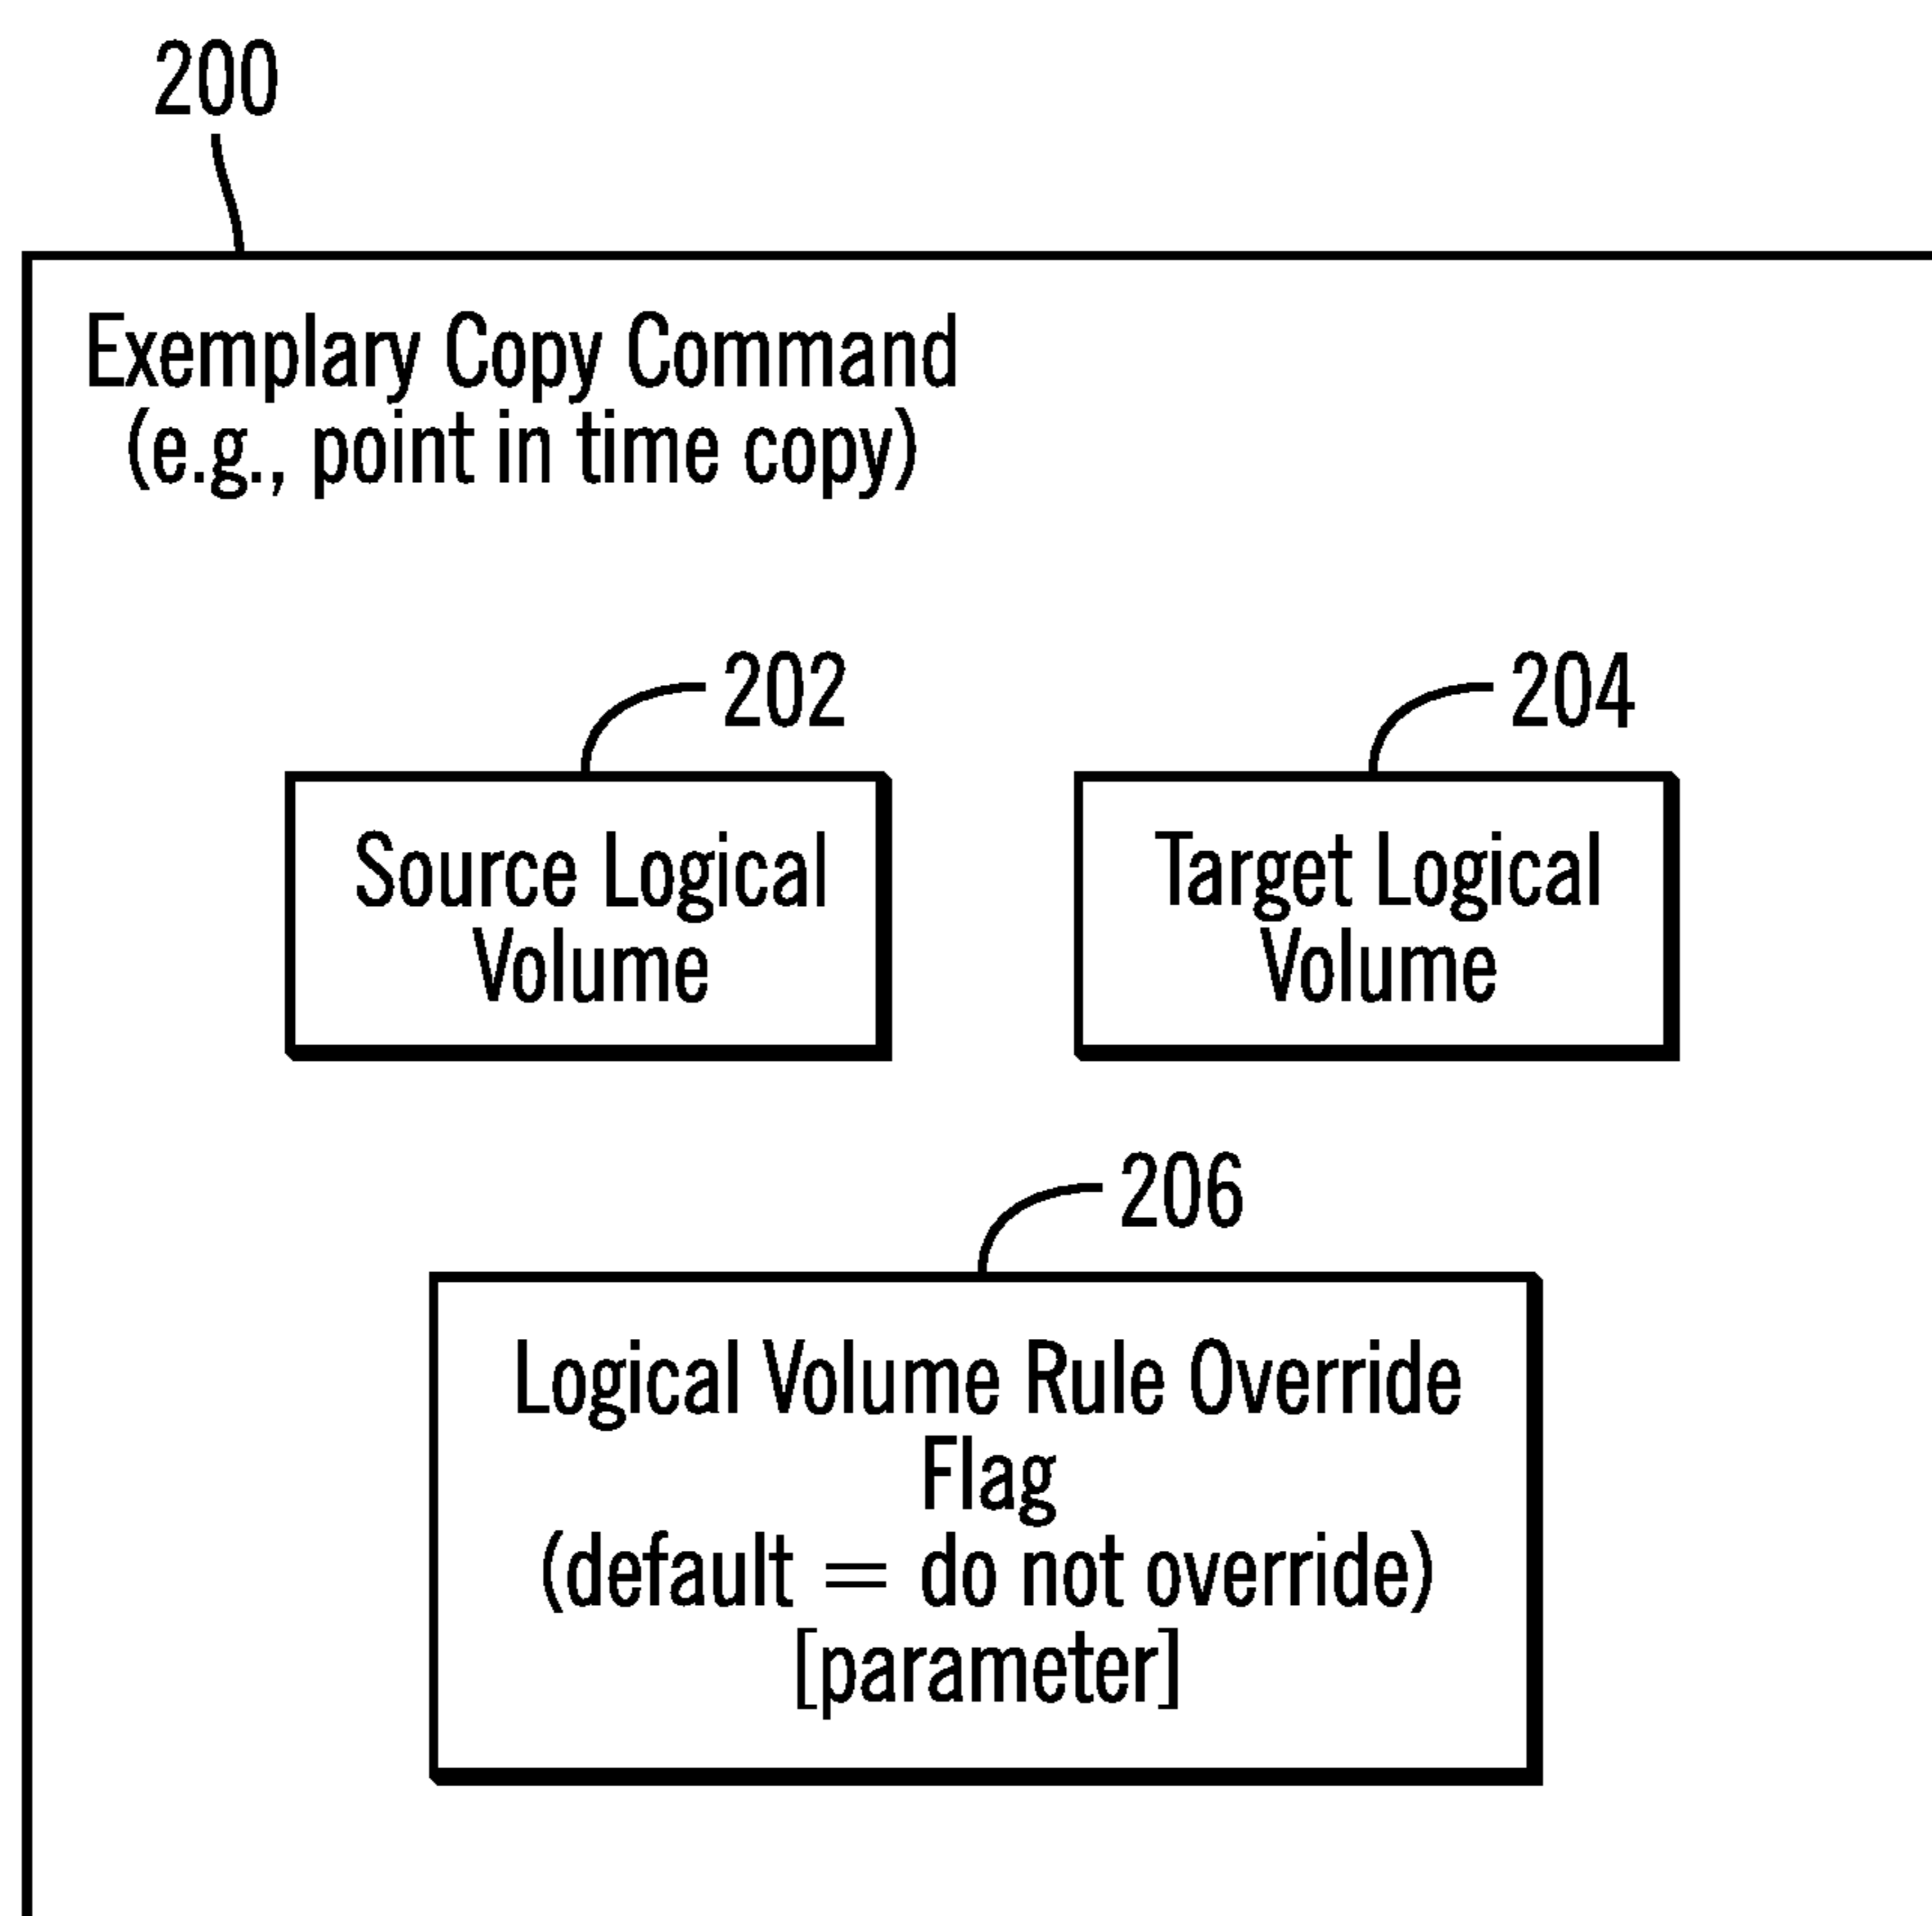 200
Exemplary Copy Command
(e.g., point in time copy)
202
204
Source Logical
Volume
Target Logical
Volume
206
Logical Volume Rule Override
Flag
(default = do not override)
[parameter]